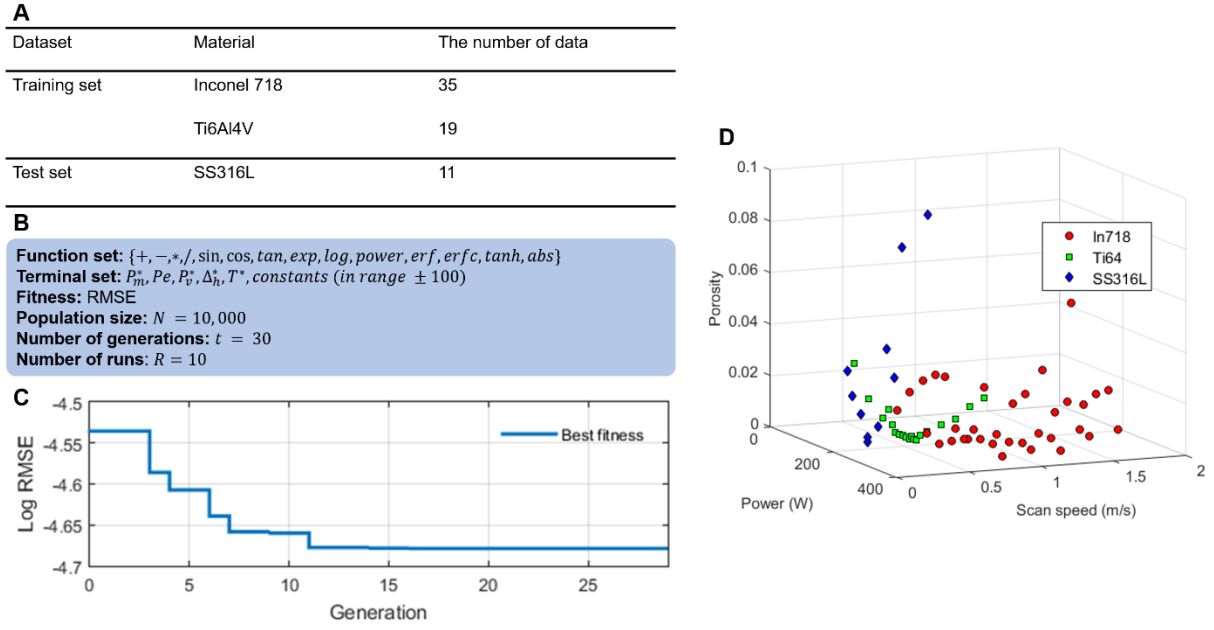 A
Dataset Material The number of data
Training set Inconel 718 35
Ti6Al4V 19
Test set SS316L 11
B
Function set: {+, −,∗,/, sin, cos, tan, exp, log, power, erf, erfc, tanh, abs}
Terminal set: P*m, Pe, P*v, Δ*h, T*, constants (in range ± 100)
Fitness: RMSE
Population size: N = 10,000
Number of generations: t = 30
Number of runs: R = 10
C
-4.5
-4.55
-4.6
-4.65
-4.7
Log RMSE
Best fitness
0 5 10 15 20 25
Generation
D
0.1
0.08
0.06
0.04
0.02
0
Porosity
In718
Ti64
SS316L
0
200
400
Power (W)
0
0.5
1
1.5
2
Scan speed (m/s)